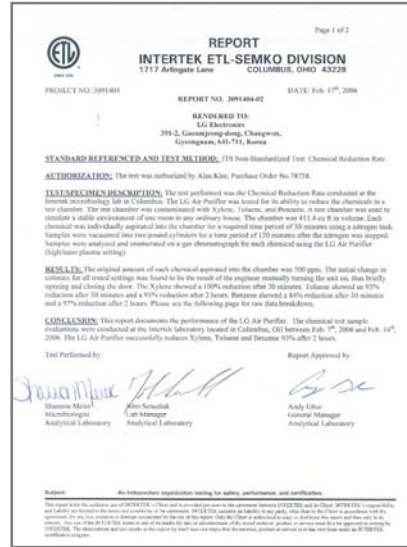 Page 1 of 2
ETL
REPORT
INTERTEK ETL-SEMKO DIVISION
1717 Arlingate Lane COLUMBUS, OHIO 43228
PROJECT NO.:3091404 DATE: Feb. 17th, 2006
REPORT NO. 3091404-02
RENDERED TO:
LG Electronics
391-2, Gaeumjeong-dong, Changwon,
Gyeongnam, 641-711, Korea
STANDARD REFERENCED AND TEST METHOD: ITS Non-Standardized Test: Chemical Reduction Rate.
AUTHORIZATION: The test was authorized by Alan Kim; Purchase Order No.78758.
TEST/SPECIMEN DESCRIPTION: The test performed was the Chemical Reduction Rate conducted at the
Intertek microbiology lab in Columbus. The LG Air Purifier was tested for its ability to reduce the chemicals in a
test chamber. The test chamber was contaminated with Xylene, Toluene, and Benzene. A test chamber was used to
simulate a stable environment of one room in any ordinary house. The chamber was 411.4 cu ft in volume. Each
chemical was individually aspirated into the chamber for a required time period of 30 minutes using a nitrogen tank.
Samples were vacuumed into two pound cylinders for a time period of 120 minutes after the nitrogen was stopped.
Samples were analyzed and enumerated on a gas chromatograph for each chemical using the LG Air Purifier
(high/nano plasma setting).
RESULTS: The original amount of each chemical aspirated into the chamber was 500 ppm. The initial change in
concentration for all tested settings was found to be the result of the engineer manually turning the unit on, thus briefly
opening and closing the door. The Xylene showed a 100% reduction after 30 minutes. Toluene showed an 93%
reduction after 30 minutes and a 93% reduction after 2 hours. Benzene showed a 84% reduction after 30 minutes
and a 97% reduction after 2 hours. Please see the following page for raw data breakdown.
CONCLUSION: This report documents the performance of the LG Air Purifier. The chemical test sample
evaluations were conducted at the Intertek laboratory located in Columbus, OH between Feb. 7th, 2006 and Feb. 14th,
2006. The LG Air Purifier successfully reduces Xylene, Toluene and Benzene 93% after 2 hours.
Test Performed by: Report Approved by:
Shannon Meier
Microbiologist Lab Manager General Manager
Analytical Laboratory Analytical Laboratory Analytical Laboratory
Subject: An independent organization testing for safety, performance, and certification.